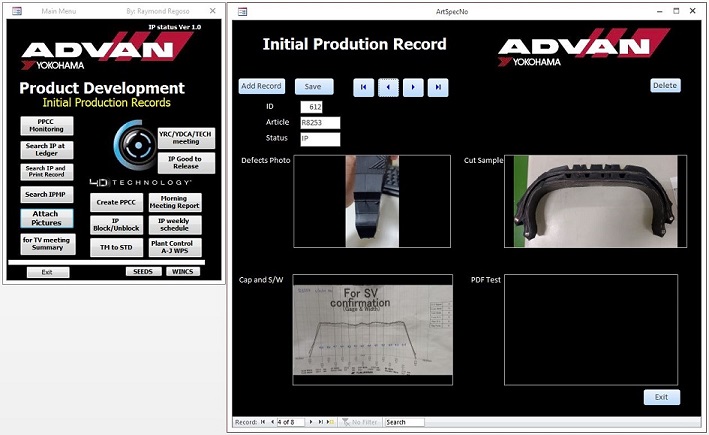 Main Menu
By: Raymond Regoso
IP status Ver 1.0
ADVAN
YOKOHAMA
Product Development
Initial Production Records
PPCC
Monitoring
Search IP at
Ledger
Search IP and
Print Record
Search IPMP
Attach
Pictures
for TV meeting
Summary
YRC/YDCA/TECH
meeting
IP Good to
Release
4D TECHNOLOGY
Create PPCC
Morning
Meeting Report
IP
Block/Unblock
IP weekly
schedule
TM to STD
Plant Control
A-J WPS
Exit
SEEDS
WINCS
ArtSpecNo
Initial Prodution Record
ADVAN
YOKOHAMA
Add Record
Save
Delete
ID
612
Article
R8253
Status
IP
Defects Photo
Cut Sample
Cap and S/W
For SV
confirmation
(Gage & Width)
PDF Test
Exit
Record:
4 of 8
No Filter
Search